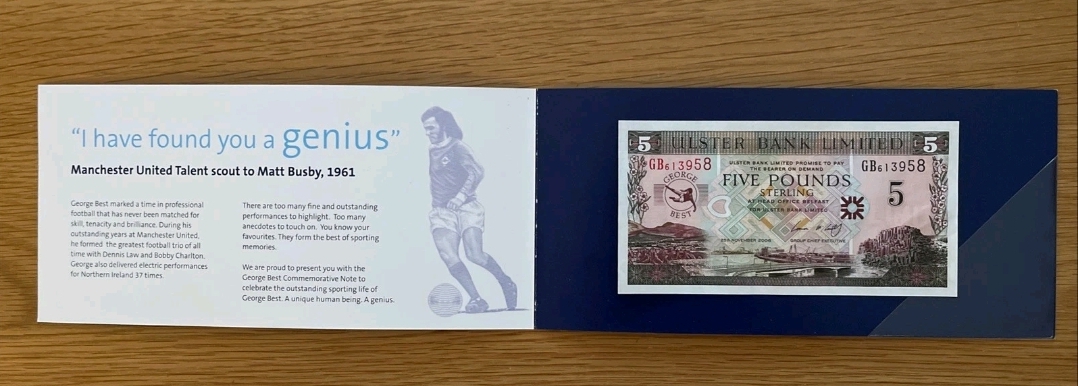 “I have found you a genius”
Manchester United Talent scout to Matt Busby, 1961
George Best marked a time in professional
football that has never been matched for
skill, tenacity and brilliance. During his
outstanding years at Manchester United,
he formed the greatest football trio of all
time with Dennis Law and Bobby Charlton.
George also delivered electric performances
for Northern Ireland 37 times.
There are too many fine and outstanding
performances to highlight. Too many
anecdotes to touch on. You know your
favourites. They form the best of sporting
memories.
We are proud to present you with the
George Best Commemorative Note to
celebrate the outstanding sporting life of
George Best. A unique human being. A genius.
5 ULSTER BANK LIMITED 5
GB613958
ULSTER BANK LIMITED PROMISE TO PAY
THE BEARER ON DEMAND
GB613958
FIVE POUNDS
STERLING
AT HEAD OFFICE BELFAST
FOR ULSTER BANK LIMITED
GEORGE
BEST
5
25TH NOVEMBER 2006
GROUP CHIEF EXECUTIVE